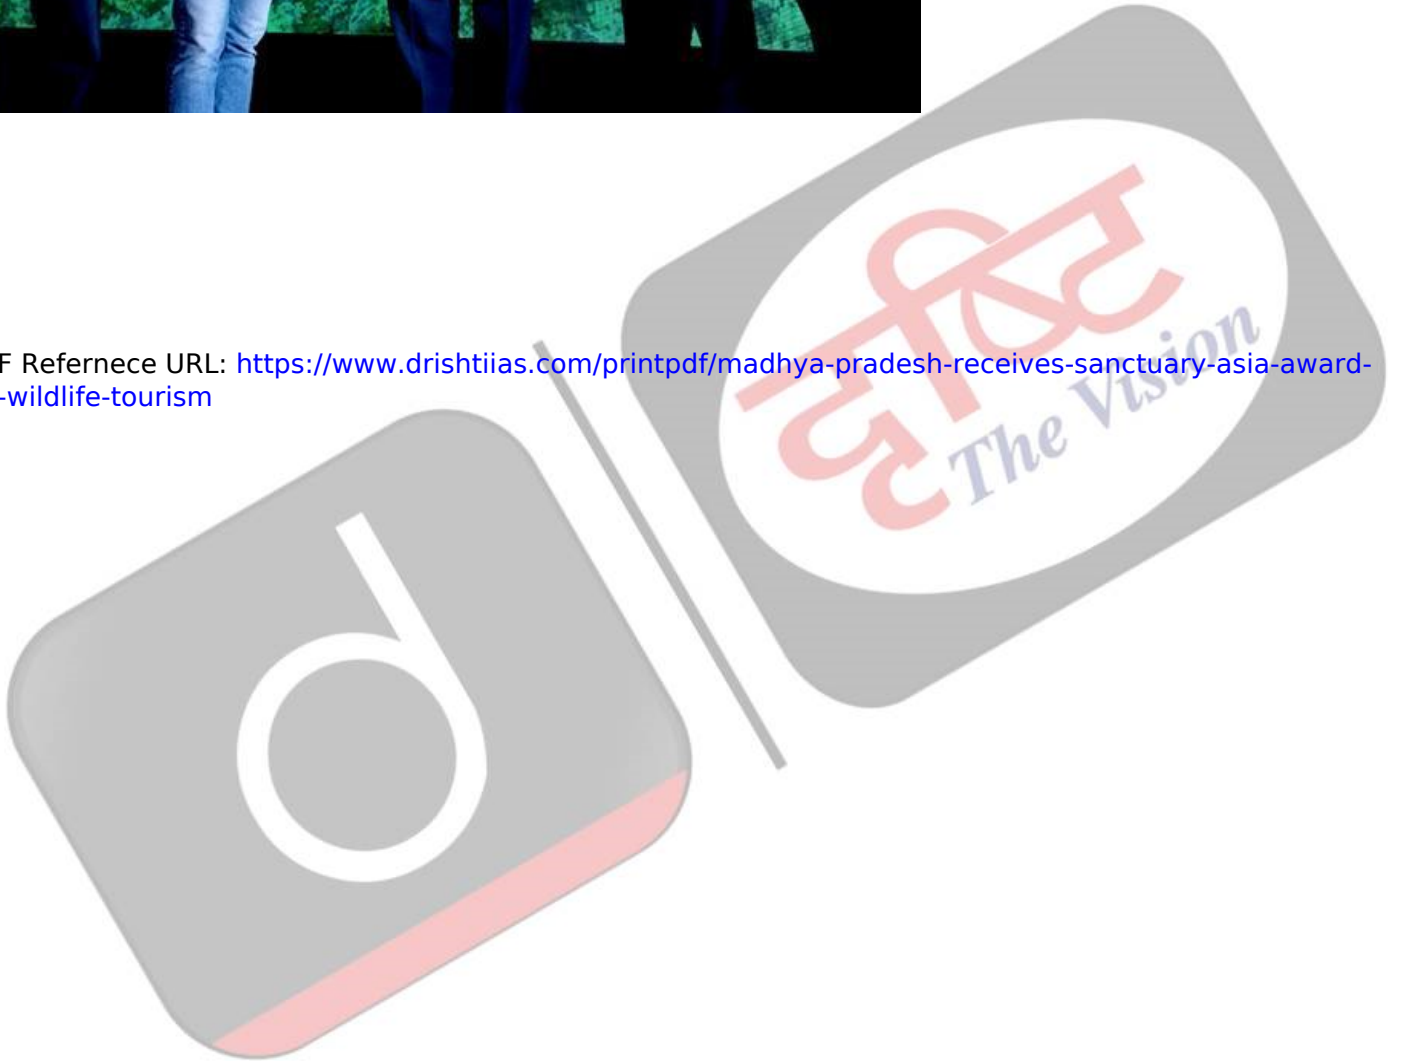 F Refernece URL: https://www.drishtiias.com/printpdf/madhya-pradesh-receives-sanctuary-asia-award-
-wildlife-tourism
दृष्टि
The Vision
d